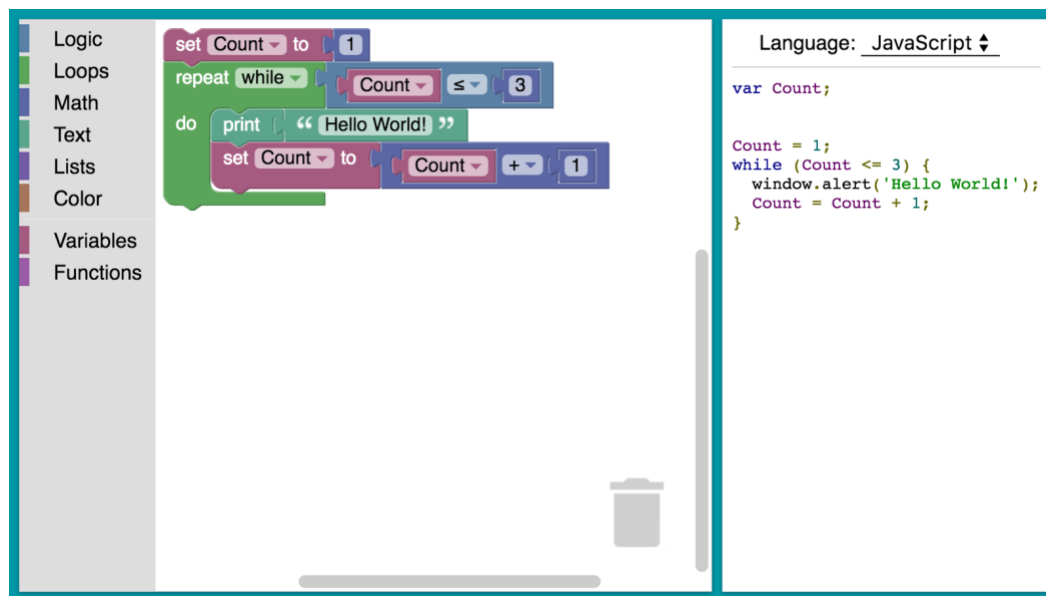 Logic
Loops
Math
Text
Lists
Color
Variables
Functions
set Count to 1
repeat while Count ≤ 3
do print “ Hello World! ”
set Count to Count + 1
Language: JavaScript
var Count;
Count = 1;
while (Count <= 3) {
  window.alert('Hello World!');
  Count = Count + 1;
}